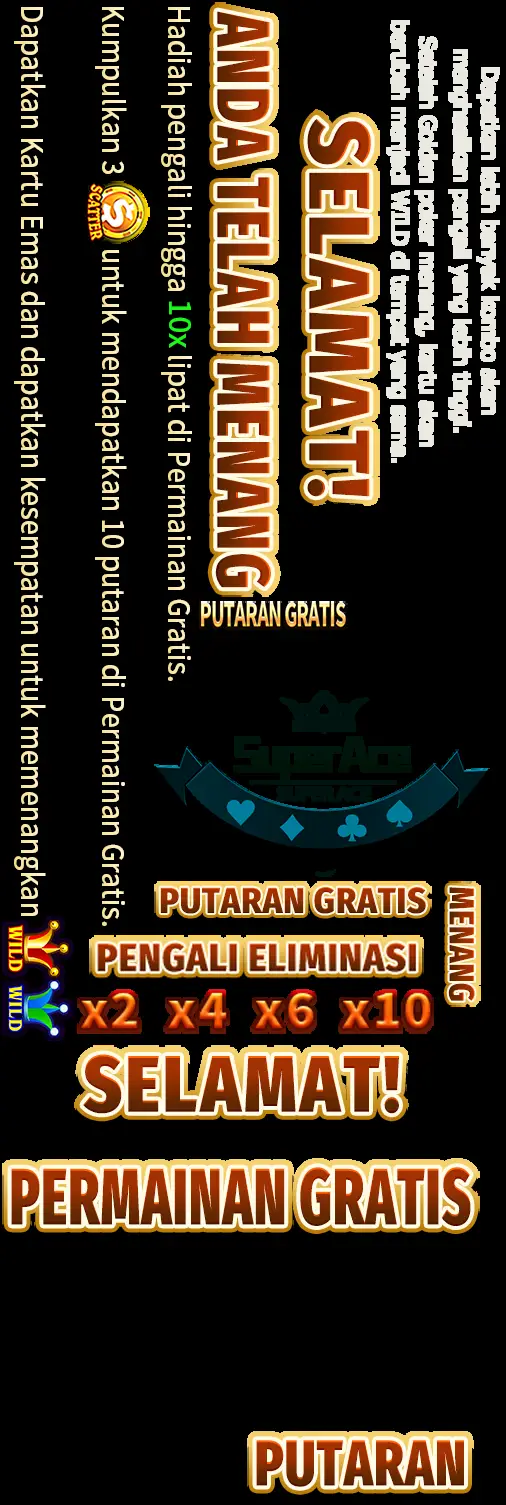 Dapatkan lebih banyak kombo akan
menghasilkan pengali yang lebih tinggi.
Setelah Golden poker menang, kartu akan
berubah menjadi WILD di tempat yang sama.
SELAMAT!
ANDA TELAH MENANG
Hadiah pengali hingga 10x lipat di Permainan Gratis.
Kumpulkan 3 SCATTER untuk mendapatkan 10 putaran di Permainan Gratis.
Dapatkan Kartu Emas dan dapatkan kesempatan untuk memenangkan WILD WILD
PUTARAN GRATIS
SuperAce
SUPER ACE
PUTARAN GRATIS
MENANG
PENGALI ELIMINASI
x2 x4 x6 x10
SELAMAT!
PERMAINAN GRATIS
PUTARAN